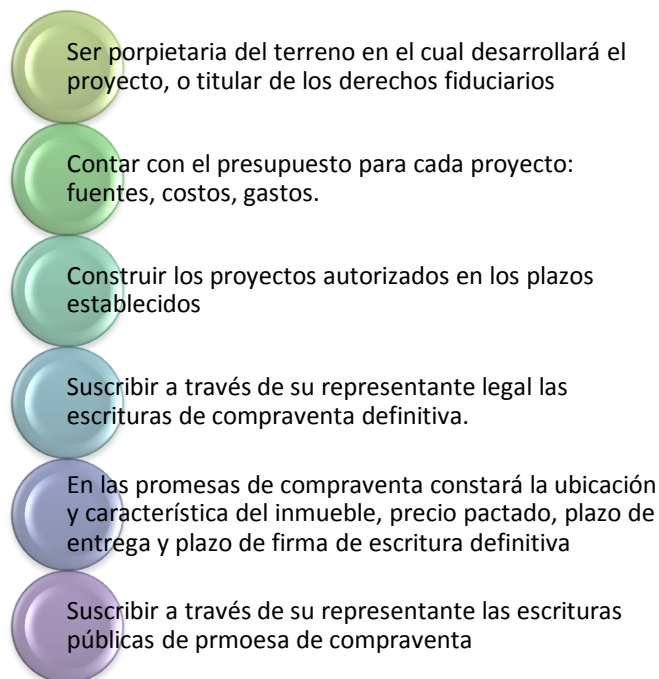 Ser porpietaria del terreno en el cual desarrollará el
proyecto, o titular de los derechos fiduciarios
Contar con el presupuesto para cada proyecto:
fuentes, costos, gastos.
Construir los proyectos autorizados en los plazos
establecidos
Suscribir a través de su representante legal las
escrituras de compraventa definitiva.
En las promesas de compraventa constará la ubicación
y característica del inmueble, precio pactado, plazo de
entrega y plazo de firma de escritura definitiva
Suscribir a través de su representante las escrituras
públicas de prmoesa de compraventa